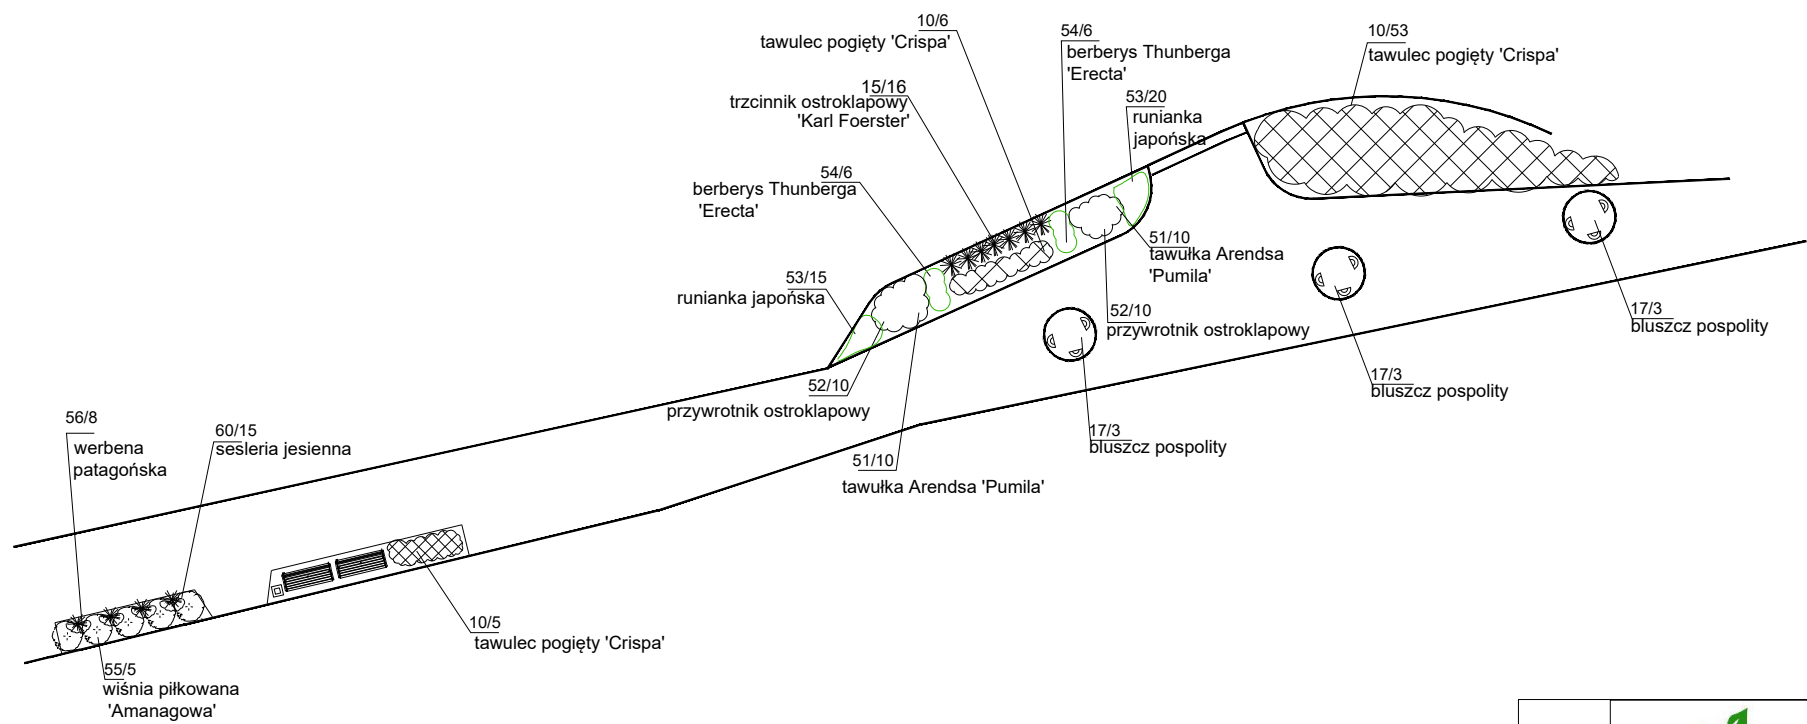 10/6
tawulec pogięty 'Crispa'
54/6
berberys Thunberga
'Erecta'
10/53
tawulec pogięty 'Crispa'
15/16
trzcinnik ostroklapowy
'Karl Foerster'
53/20
runianka
japońska
54/6
berberys Thunberga
'Erecta'
51/10
tawułka Arendsa
'Pumila'
53/15
runianka japońska
52/10
przywrotnik ostroklapowy
17/3
bluszcz pospolity
17/3
bluszcz pospolity
52/10
przywrotnik ostroklapowy
17/3
bluszcz pospolity
51/10
tawułka Arendsa 'Pumila'
56/8
werbena
patagońska
60/15
sesleria jesienna
10/5
tawulec pogięty 'Crispa'
55/5
wiśnia piłkowana
'Amanagowa'